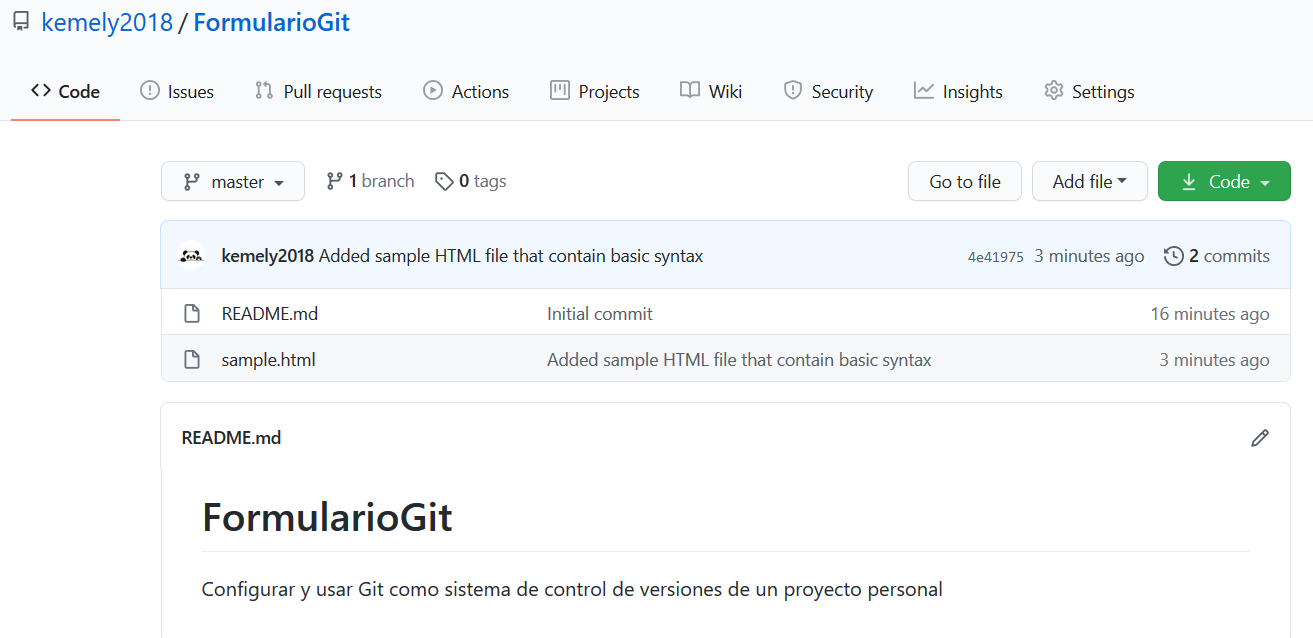 kemely2018 / FormularioGit
Code Issues Pull requests Actions Projects Wiki Security Insights Settings
master 1 branch 0 tags Go to file Add file Code
kemely2018 Added sample HTML file that contain basic syntax 4e41975 3 minutes ago 2 commits
README.md Initial commit 16 minutes ago
sample.html Added sample HTML file that contain basic syntax 3 minutes ago
README.md
FormularioGit
Configurar y usar Git como sistema de control de versiones de un proyecto personal